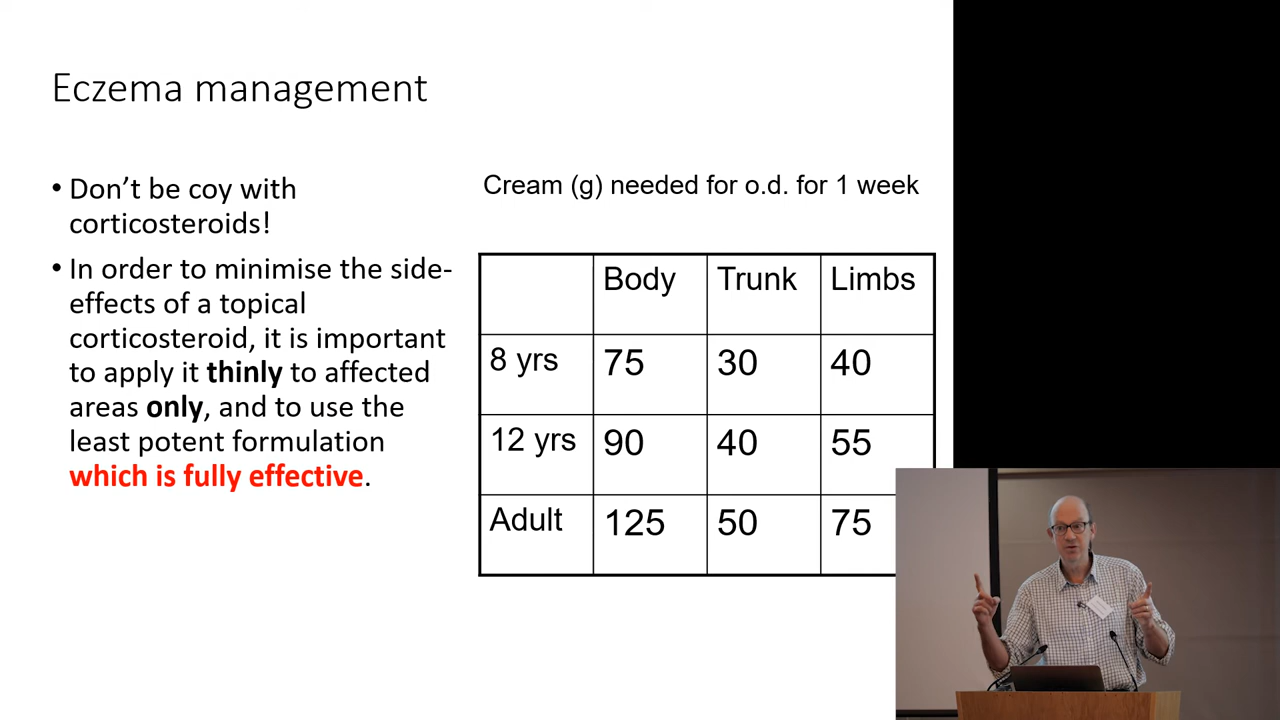 Eczema management
• Don’t be coy with
corticosteroids!
• In order to minimise the side-
effects of a topical
corticosteroid, it is important
to apply it thinly to affected
areas only, and to use the
least potent formulation
which is fully effective.
Cream (g) needed for o.d. for 1 week
Body Trunk Limbs
8 yrs 75 30 40
12 yrs 90 40 55
Adult 125 50 75